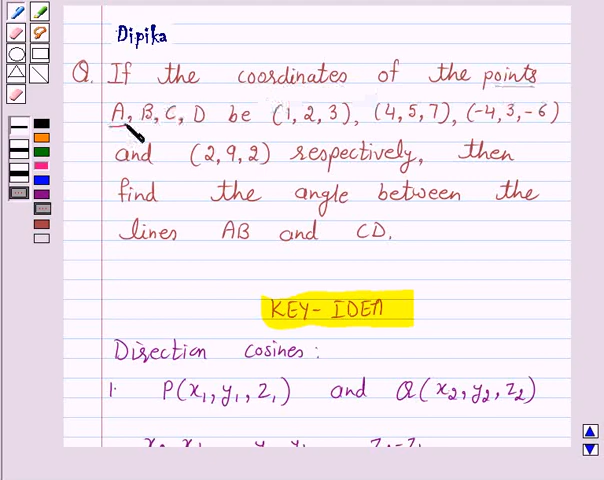 Dipika
Q. If the coordinates of the points
A, B, C, D be (1, 2, 3), (4, 5, 7), (-4, 3, -6)
and (2, 9, 2) respectively, then
find the angle between the
lines AB and CD.
KEY-IDEA
Direction cosines:
1. P(x₁, y₁, z₁) and Q(x₂, y₂, z₂)